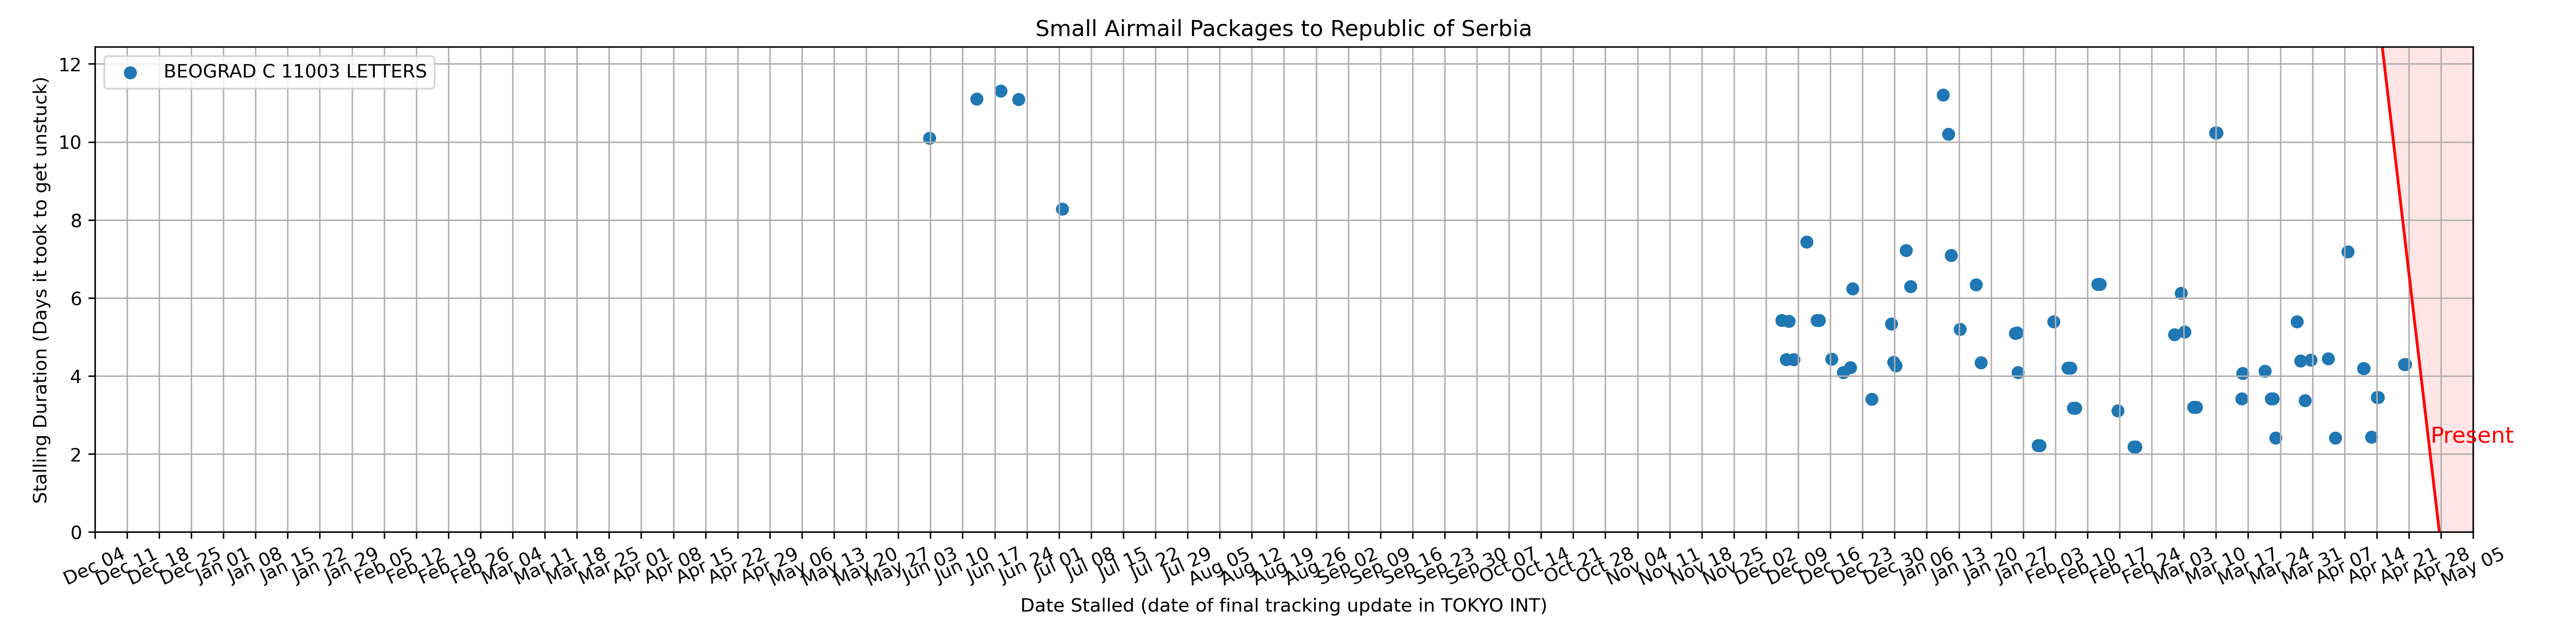 Small Airmail Packages to Republic of Serbia
BEOGRAD C 11003 LETTERS
Stalling Duration (Days it took to get unstuck)
12
10
8
6
4
2
0
Present
Dec 04
Dec 11
Dec 18
Dec 25
Jan 01
Jan 08
Jan 15
Jan 22
Jan 29
Feb 05
Feb 12
Feb 19
Feb 26
Mar 04
Mar 11
Mar 18
Mar 25
Apr 01
Apr 08
Apr 15
Apr 22
Apr 29
May 06
May 13
May 20
May 27
Jun 03
Jun 10
Jun 17
Jun 24
Jul 01
Jul 08
Jul 15
Jul 22
Jul 29
Aug 05
Aug 12
Aug 19
Aug 26
Sep 02
Sep 09
Sep 16
Sep 23
Sep 30
Oct 07
Oct 14
Oct 21
Oct 28
Nov 04
Nov 11
Nov 18
Nov 25
Dec 02
Dec 09
Dec 16
Dec 23
Dec 30
Jan 06
Jan 13
Jan 20
Jan 27
Feb 03
Feb 10
Feb 17
Feb 24
Mar 03
Mar 10
Mar 17
Mar 24
Mar 31
Apr 07
Apr 14
Apr 21
Apr 28
May 05
Date Stalled (date of final tracking update in TOKYO INT)